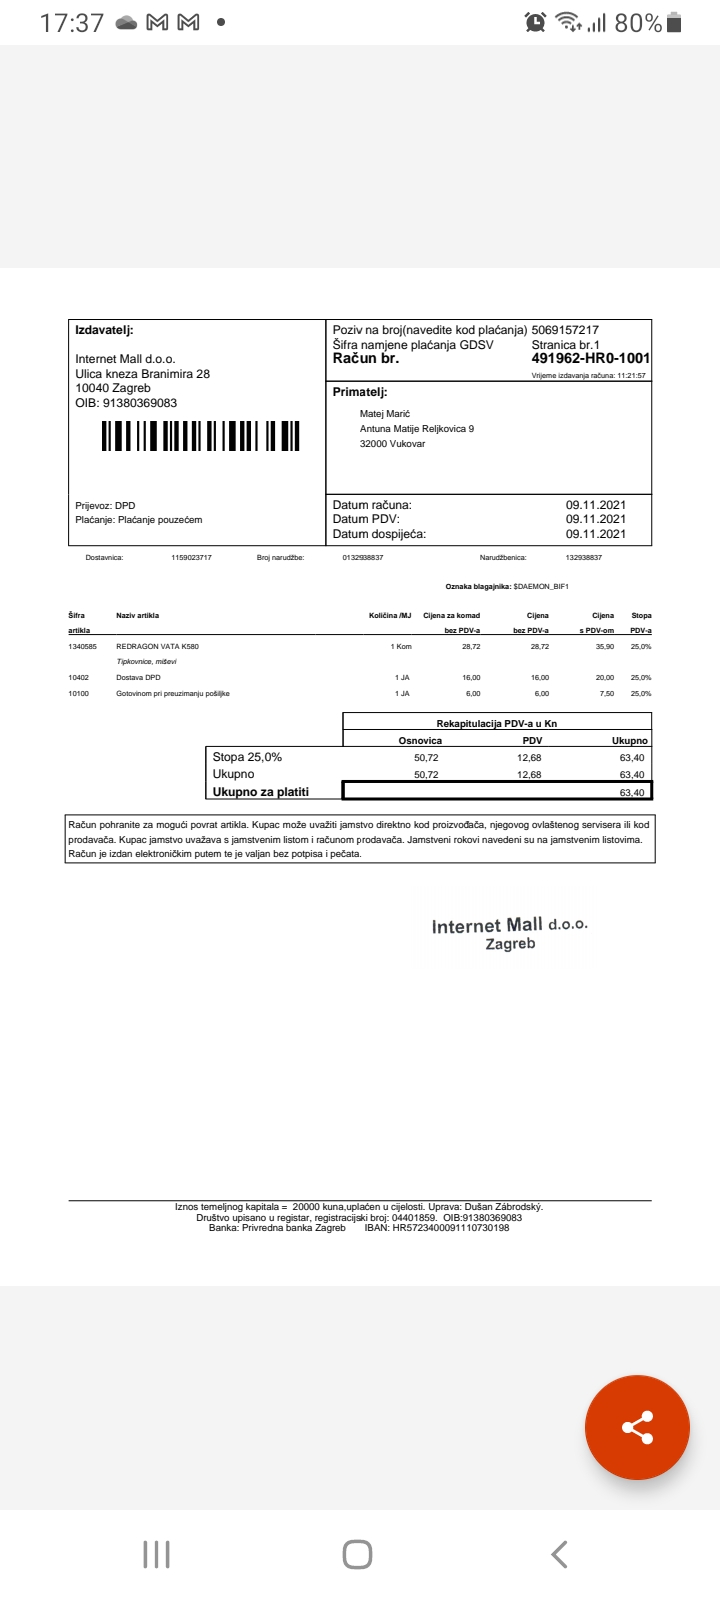 17:37 80%
Izdavatelj:
Internet Mall d.o.o.
Ulica kneza Branimira 28
10040 Zagreb
OIB: 91380369083
Prijevoz: DPD
Plaćanje: Plaćanje pouzećem
Poziv na broj(navedite kod plaćanja) 5069157217
Šifra namjene plaćanja GDSV Stranica br.1
Račun br. 491962-HR0-1001
Vrijeme izdavanja računa: 11:21:57
Primatelj:
Matej Marić
Antuna Matije Reljkovica 9
32000 Vukovar
Datum računa: 09.11.2021
Datum PDV: 09.11.2021
Datum dospijeća: 09.11.2021
Dostavnica: 1159023717 Broj narudžbe: 0132938837 Narudžbenica: 132938837
Oznaka blagajnika: $DAEMON_BIF1
Šifra Naziv artikla Količina /MJ Cijena za komad Cijena Cijena Stopa
artikla bez PDV-a bez PDV-a s PDV-om PDV-a
1340585 REDRAGON VATA K580 1 Kom 28,72 28,72 35,90 25,0%
Tipkovnice, miševi
10402 Dostava DPD 1 JA 16,00 16,00 20,00 25,0%
10100 Gotovinom pri preuzimanju pošiljke 1 JA 6,00 6,00 7,50 25,0%
Rekapitulacija PDV-a u Kn
Osnovica PDV Ukupno
Stopa 25,0% 50,72 12,68 63,40
Ukupno 50,72 12,68 63,40
Ukupno za platiti 63,40
Račun pohranite za mogući povrat artikla. Kupac može uvažiti jamstvo direktno kod proizvođača, njegovog ovlaštenog servisera ili kod
prodavača. Kupac jamstvo uvažava s jamstvenim listom i računom prodavača. Jamstveni rokovi navedeni su na jamstvenim listovima.
Račun je izdan elektroničkim putem te je valjan bez potpisa i pečata.
Internet Mall d.o.o.
Zagreb
Iznos temeljnog kapitala = 20000 kuna,uplaćen u cijelosti. Uprava: Dušan Zábrodský.
Društvo upisano u registar, registracijski broj: 04401859. OIB:91380369083
Banka: Privredna banka Zagreb IBAN: HR5723400091110730198